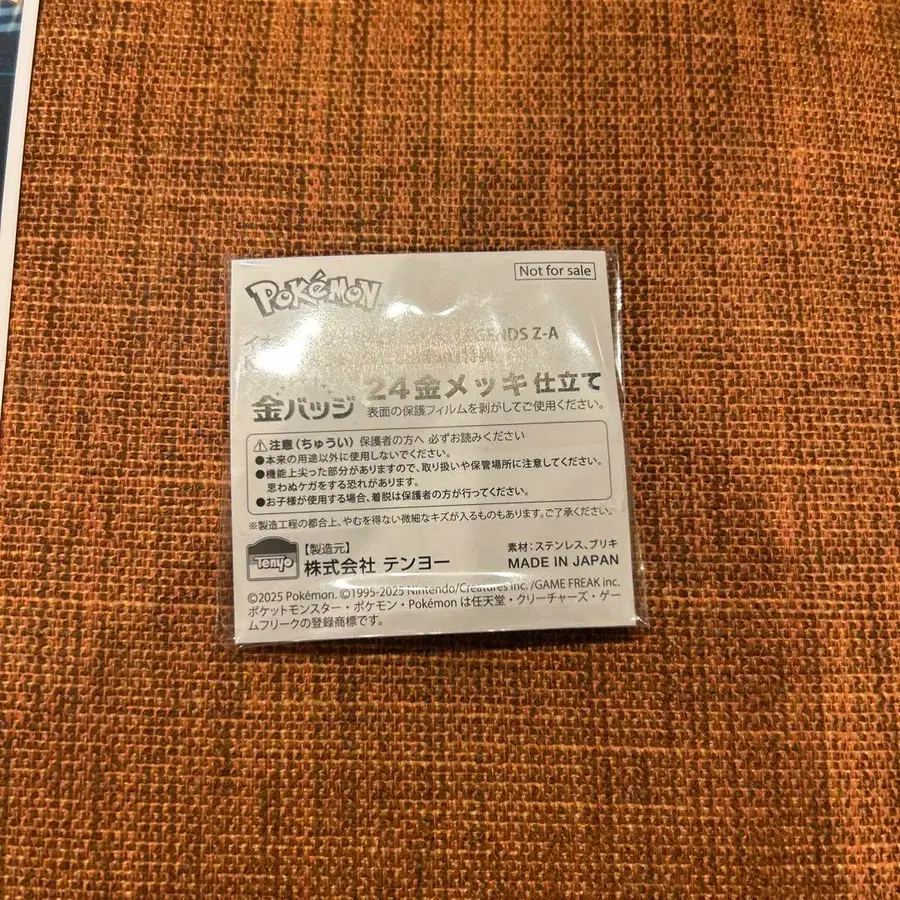 POKéMON
Not for sale
LEGENDS Z-A
金バッジ
24金メッキ仕立て
表面の保護フィルムを剥がしてご使用ください。
注意(ちゅうい) 保護者の方へ 必ずお読みください
●本来の用途以外に使用しないでください。
●機能上尖った部分がありますので、取り扱いや保管場所に注意してください。
思わぬケガをする恐れがあります。
●お子様が使用する場合、着脱は保護者の方が行ってください。
※製造工程の都合上、やむを得ない微細なキズが入るものもあります。ご了承ください。
Tenyo
【製造元】
株式会社 テンヨー
素材:ステンレス、ブリキ
MADE IN JAPAN
©2025 Pokémon. ©1995-2025 Nintendo/Creatures inc. /GAME FREAK inc.
ポケットモンスター・ポケモン・Pokémon は任天堂・クリーチャーズ・ゲー
ムフリークの登録商標です。